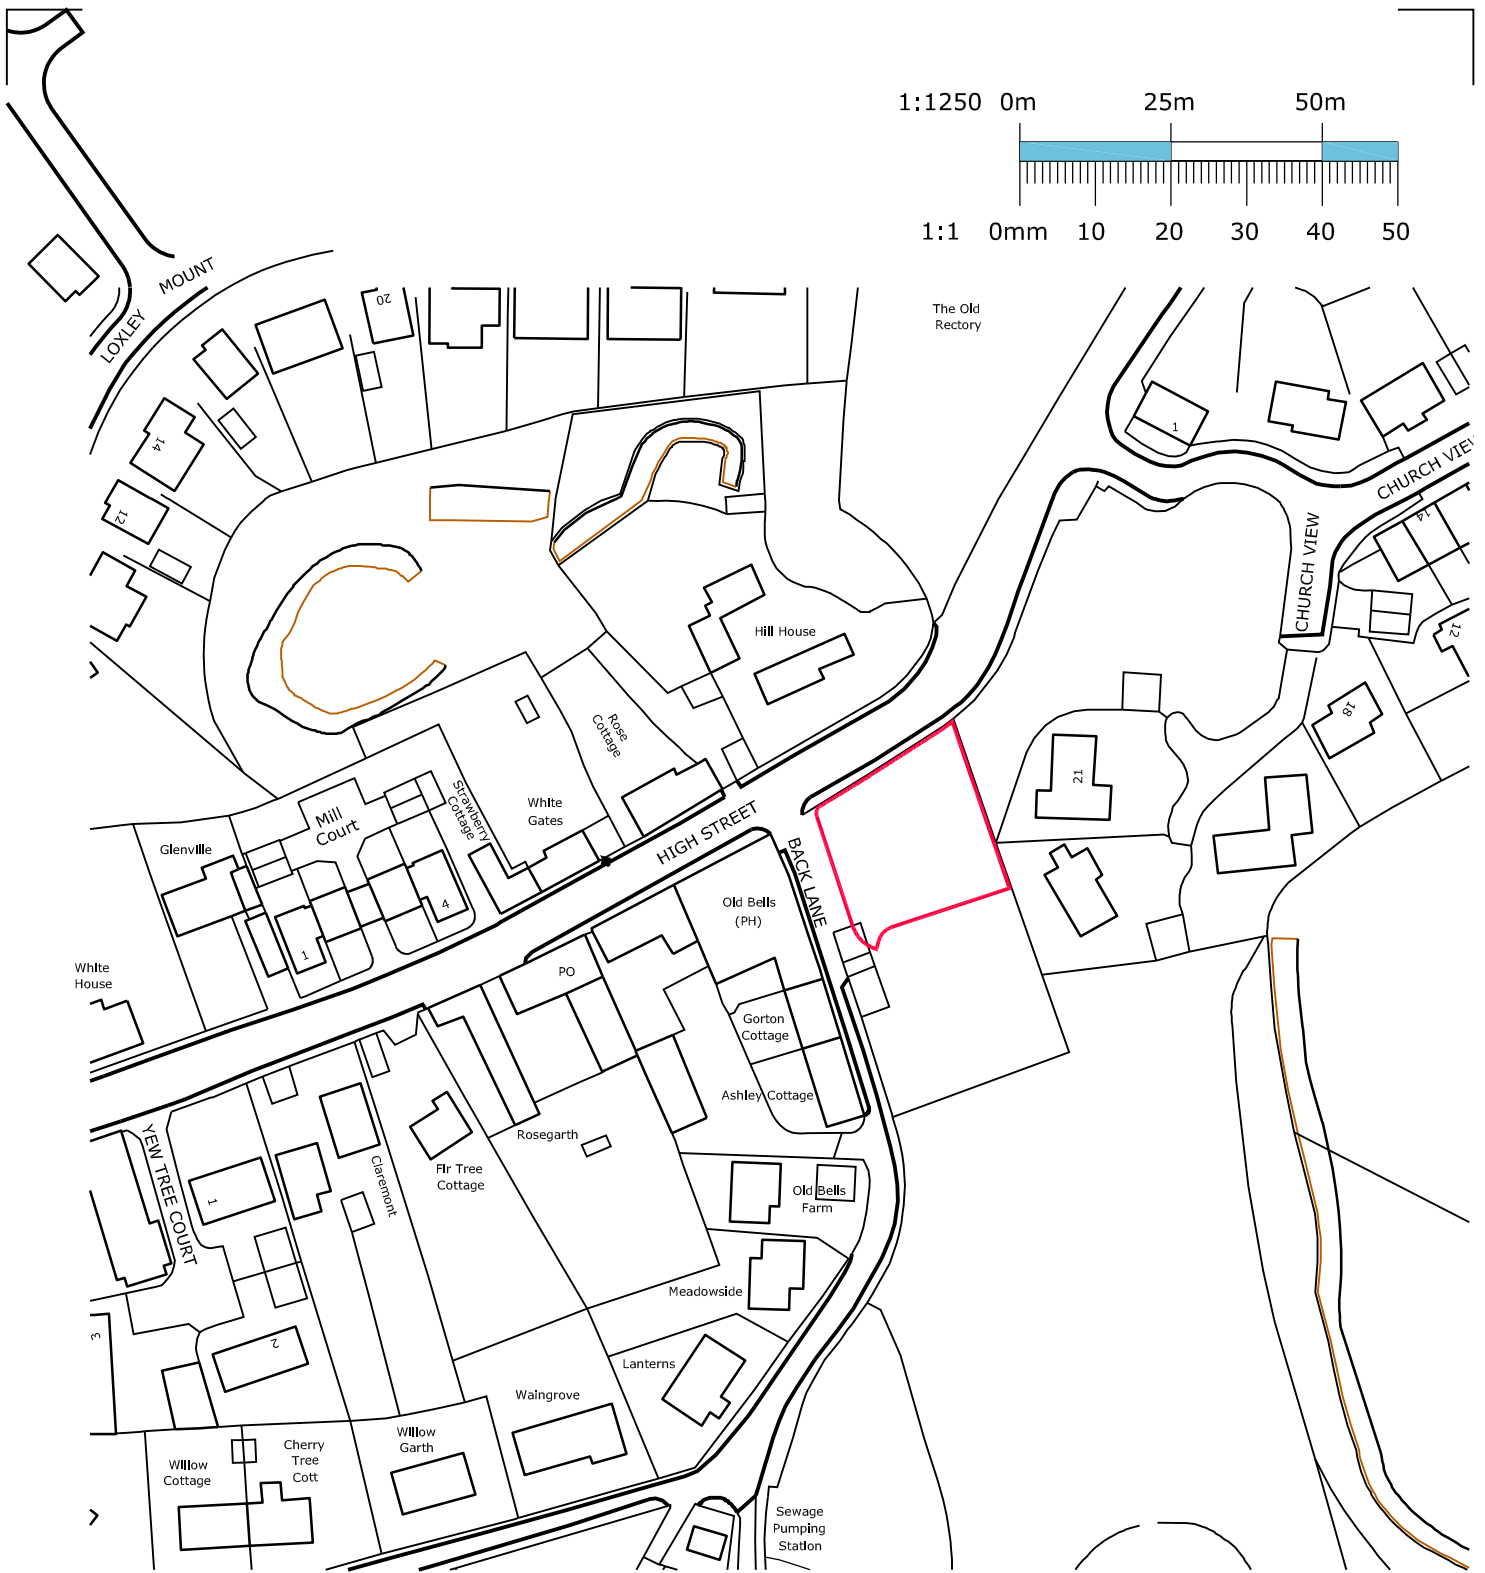 1:1250 0m 25m 50m
1:1 0mm 10 20 30 40 50
LOXLEY MOUNT
20
The Old
Rectory
14
12
1
CHURCH VIEW
14
CHURCH VIEW
12
Hill House
18
Rose
Cottage
21
Strawberry
Cottage
White
Gates
Mill
Court
Glenville
HIGH STREET
BACK LANE
4
1
Old Bells
(PH)
PO
White
House
Gorton
Cottage
Ashley Cottage
Rosegarth
YEW TREE COURT
1
Claremont
Fir Tree
Cottage
Old Bells
Farm
Meadowside
3
2
Lanterns
Waingrove
Willow
Garth
Cherry
Tree
Cott
Willow
Cottage
Sewage
Pumping
Station